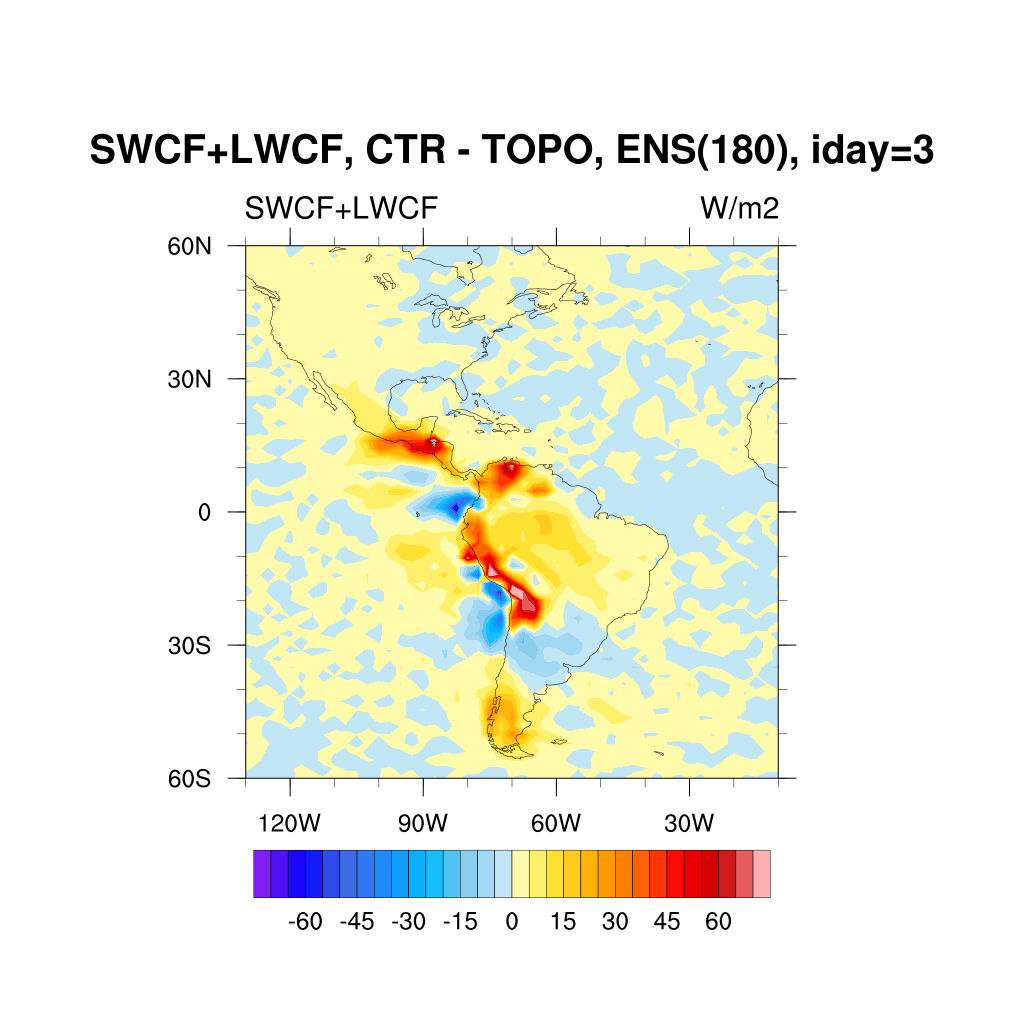 SWCF+LWCF, CTR - TOPO, ENS(180), iday=3
SWCF+LWCF W/m2
60N
30N
0
30S
60S
120W 90W 60W 30W
-60 -45 -30 -15 0 15 30 45 60